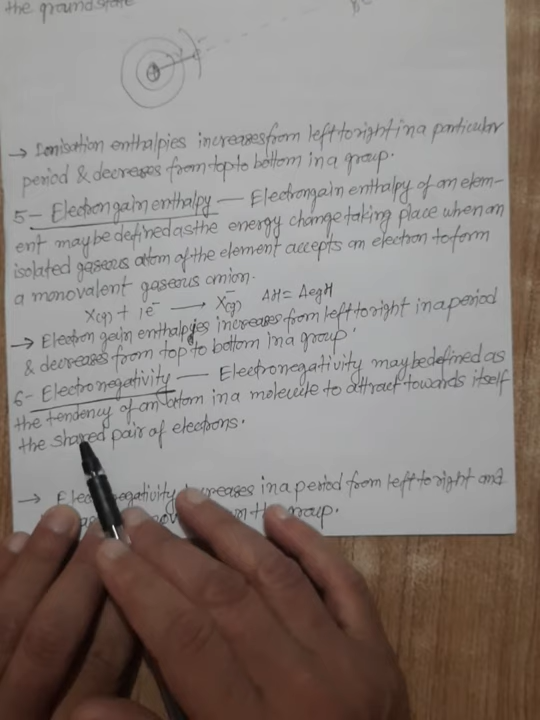 the ground state
→ Ionisation enthalpies increases from left to right in a particular
period & decreases from top to bottom in a group.
5- Electron gain enthalpy — Electron gain enthalpy of an elem-
ent may be defined as the energy change taking place when an
isolated gaseous atom of the element accepts an electron to form
a monovalent gaseous anion.
X(g) + 1e⁻ → X⁻(g) ΔH = ΔegH
→ Electron gain enthalpies increases from left to right in a period
& decreases from top to bottom in a group.
6- Electronegativity — Electronegativity may be defined as
the tendency of an atom in a molecule to attract towards itself
the shared pair of electrons.
→ Electronegativity increases in a period from left to right and
the group.